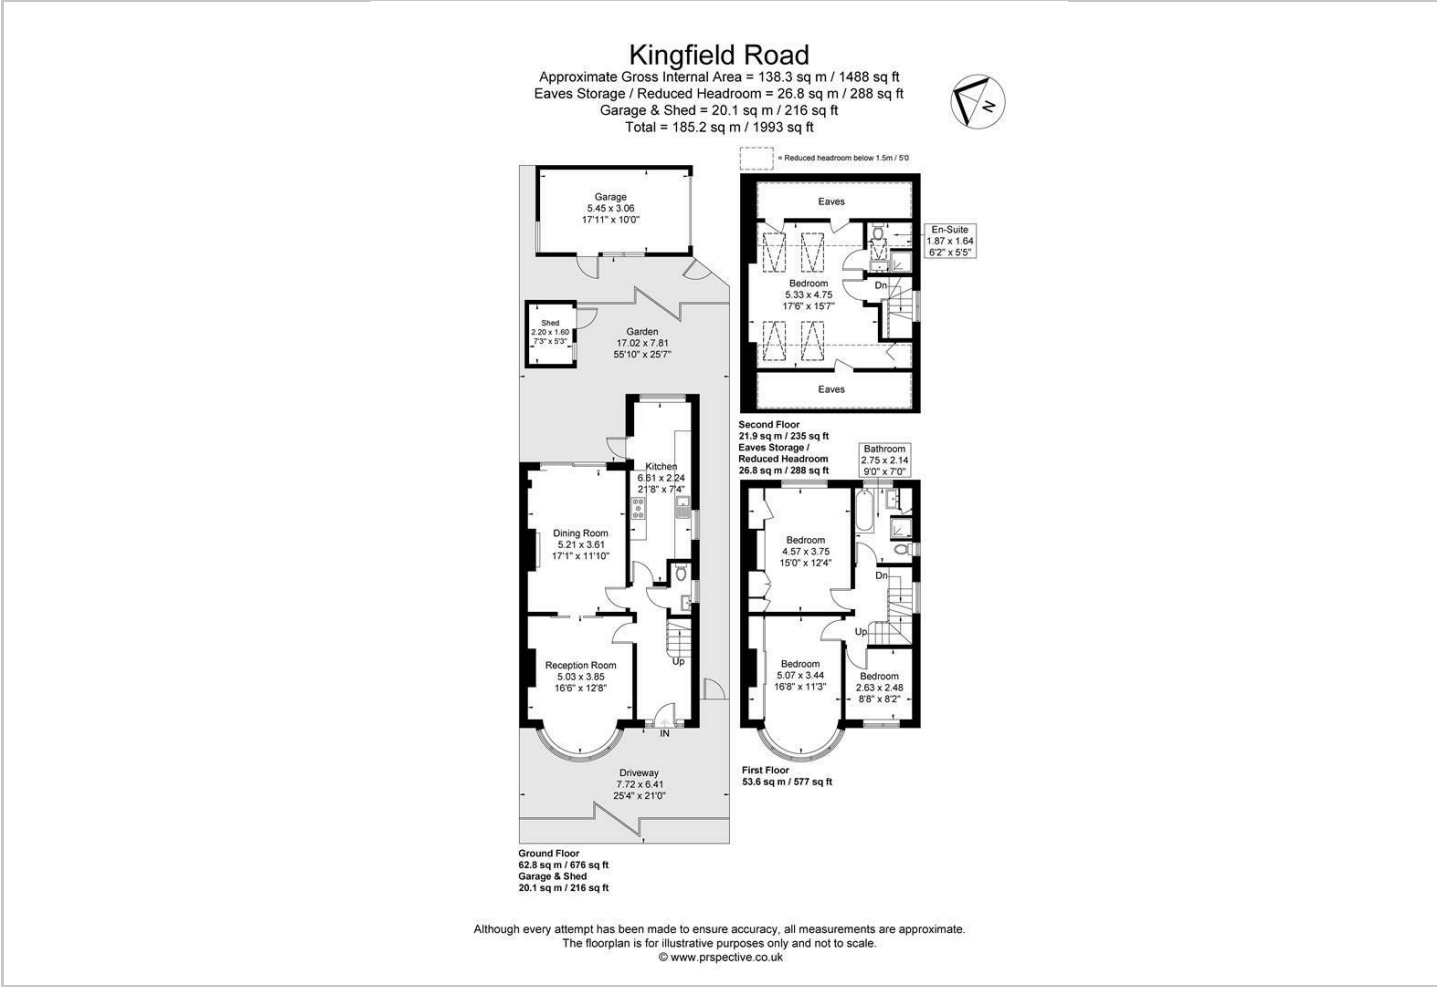 Kingfield Road
Approximate Gross Internal Area = 138.3 sq m / 1488 sq ft
Eaves Storage / Reduced Headroom = 26.8 sq m / 288 sq ft
Garage & Shed = 20.1 sq m / 216 sq ft
Total = 185.2 sq m / 1993 sq ft
N
= Reduced headroom below 1.5m / 5'0
Garage
5.45 x 3.06
17'11" x 10'0"
Shed
2.20 x 1.60
7'3" x 5'3"
Garden
17.02 x 7.81
55'10" x 25'7"
Kitchen
6.61 x 2.24
21'8" x 7'4"
Dining Room
5.21 x 3.61
17'1" x 11'10"
Reception Room
5.03 x 3.85
16'6" x 12'8"
Up
IN
Driveway
7.72 x 6.41
25'4" x 21'0"
Ground Floor
62.8 sq m / 676 sq ft
Garage & Shed
20.1 sq m / 216 sq ft
Eaves
En-Suite
1.87 x 1.64
6'2" x 5'5"
Bedroom
5.33 x 4.75
17'6" x 15'7"
Dn
Eaves
Second Floor
21.9 sq m / 235 sq ft
Eaves Storage /
Reduced Headroom
26.8 sq m / 288 sq ft
Bathroom
2.75 x 2.14
9'0" x 7'0"
Bedroom
4.57 x 3.75
15'0" x 12'4"
Dn
Up
Bedroom
5.07 x 3.44
16'8" x 11'3"
Bedroom
2.63 x 2.48
8'8" x 8'2"
First Floor
53.6 sq m / 577 sq ft
Although every attempt has been made to ensure accuracy, all measurements are approximate.
The floorplan is for illustrative purposes only and not to scale.
© www.prspective.co.uk